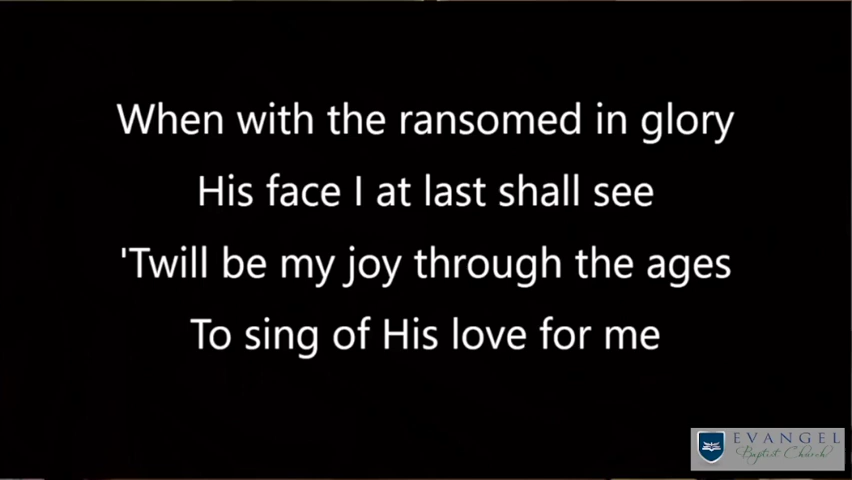 When with the ransomed in glory
His face I at last shall see
'Twill be my joy through the ages
To sing of His love for me
EVANGEL
Baptist Church